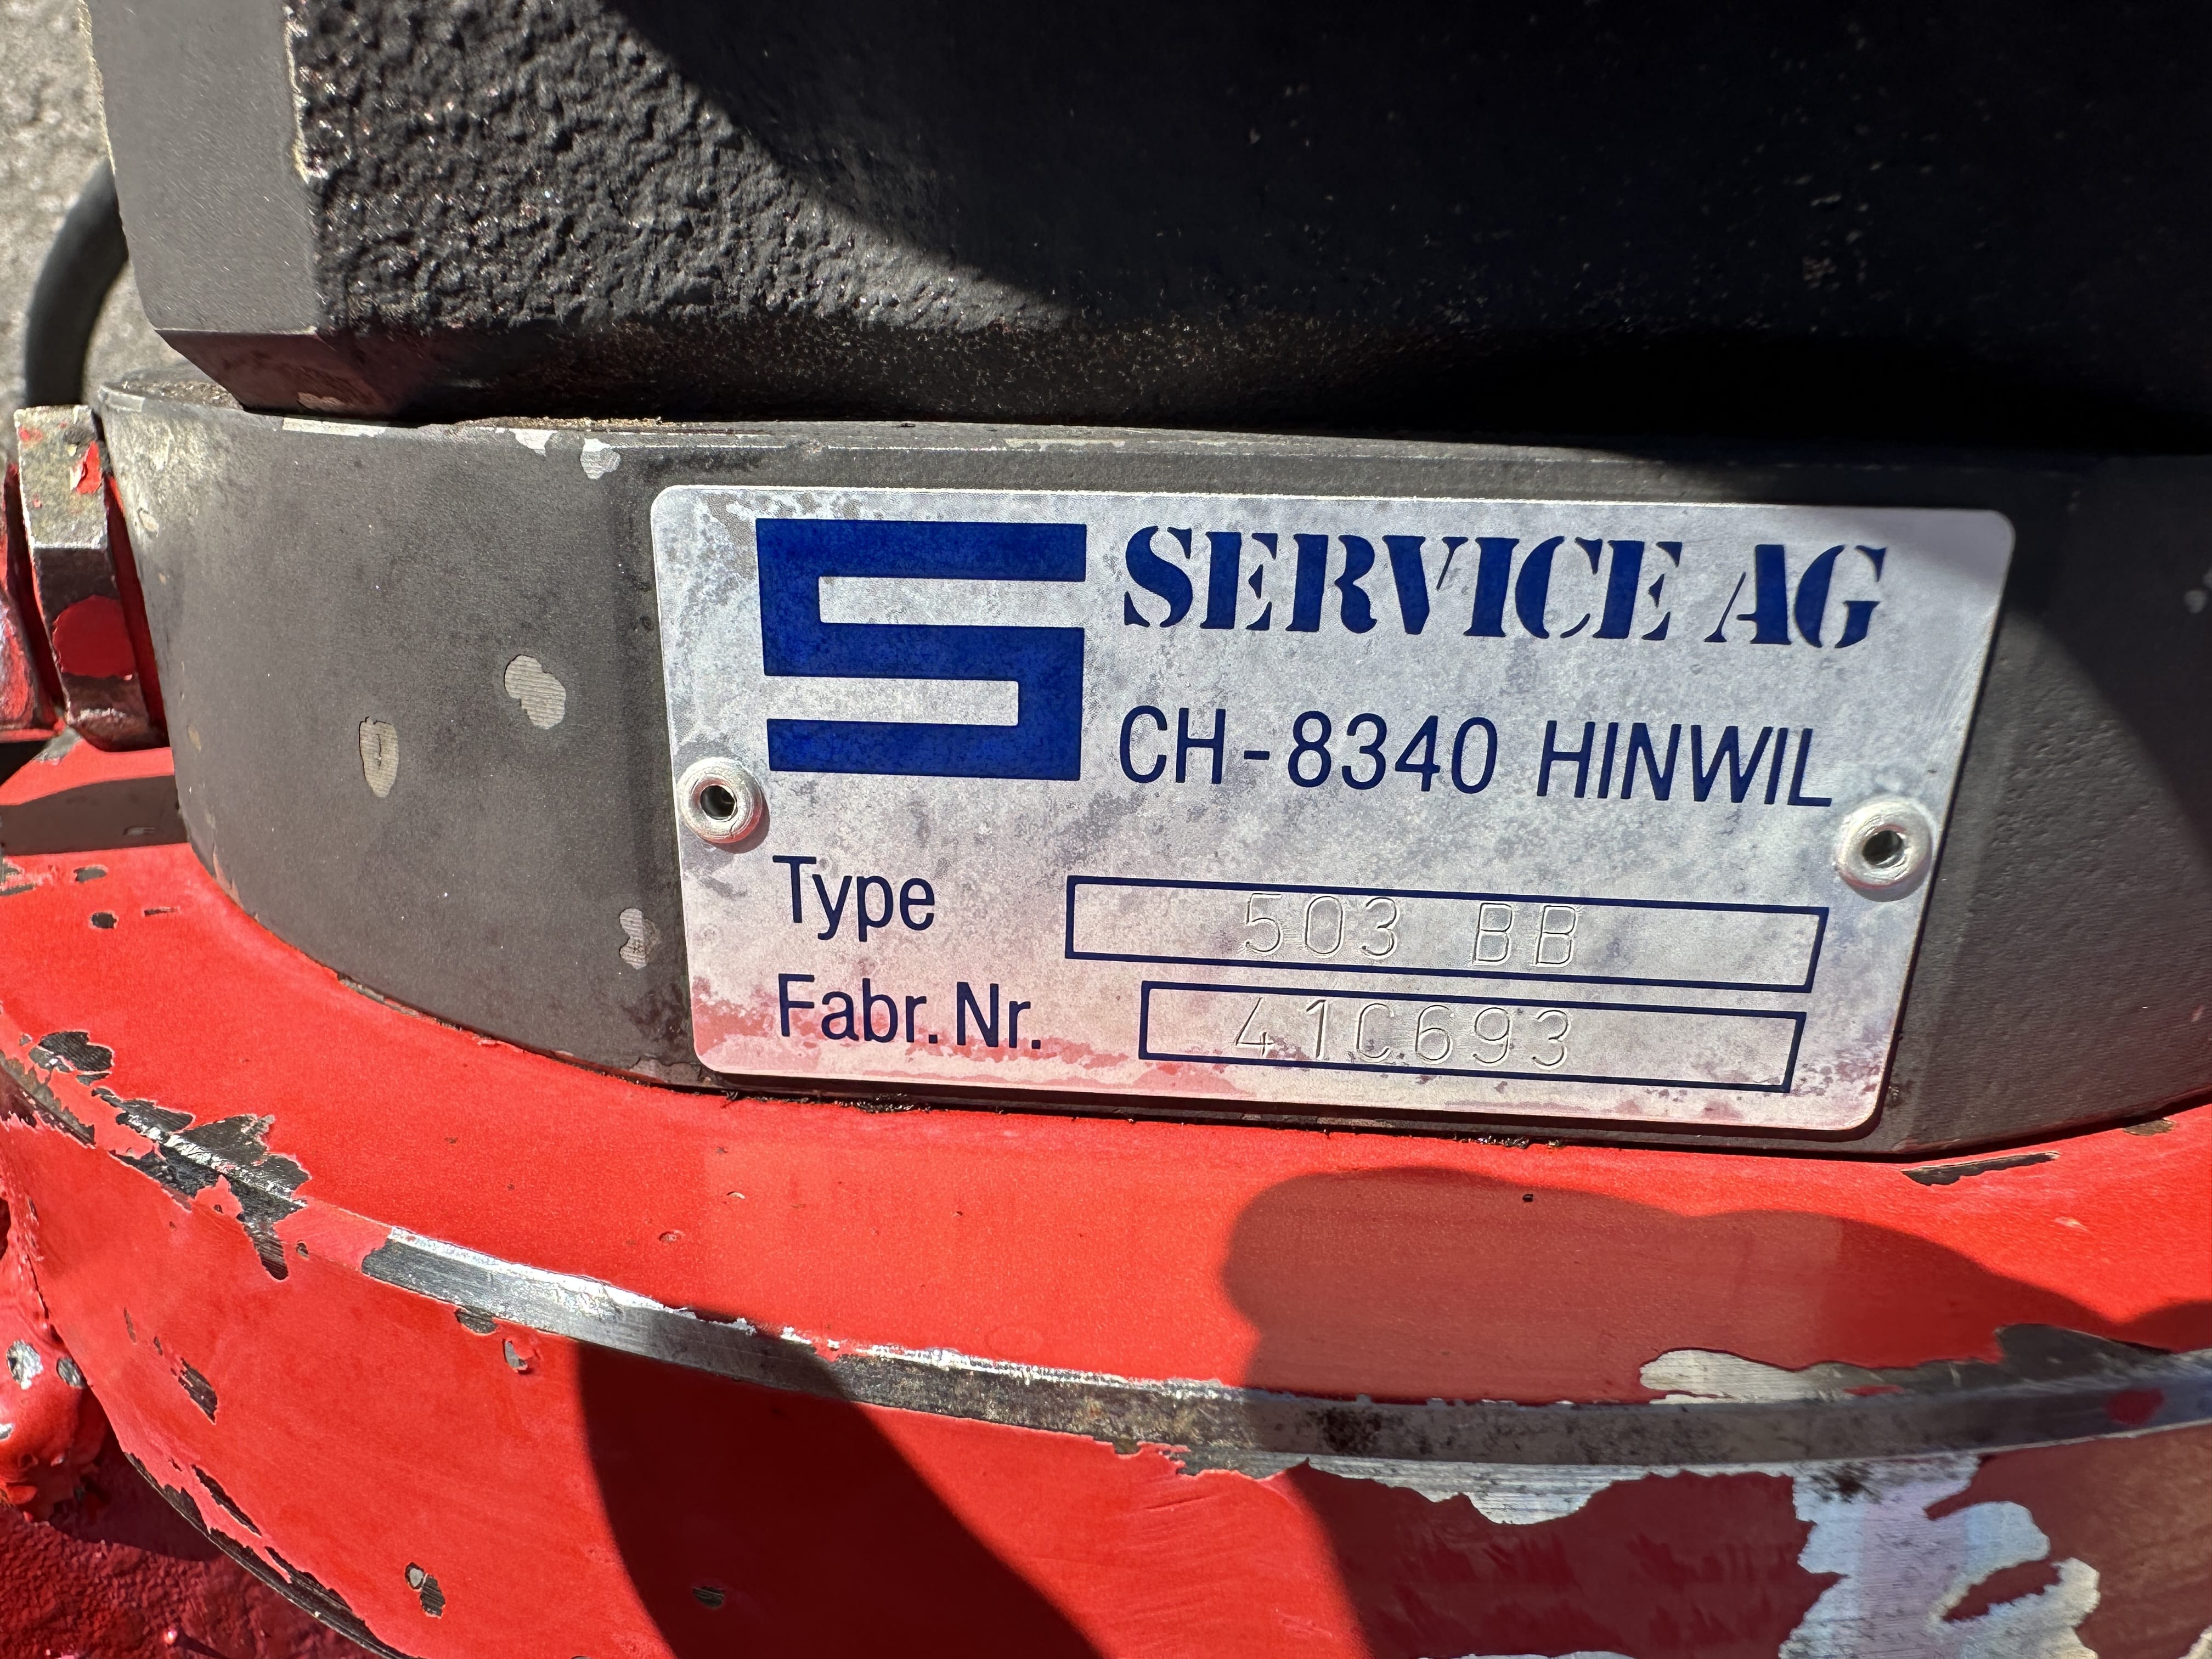 S SERVICE AG
CH-8340 HINWIL
Type 503 BB
Fabr. Nr. 41C693